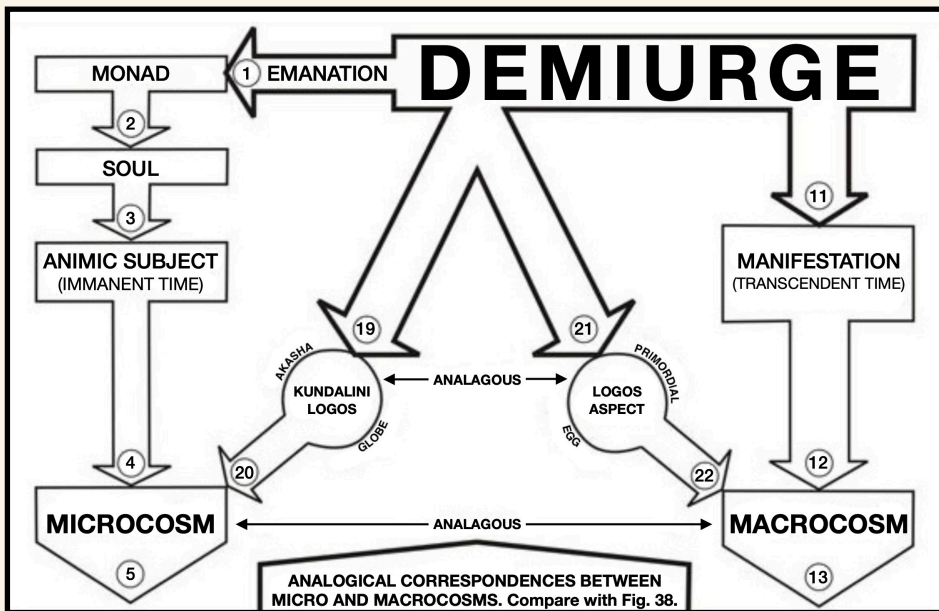 DEMIURGE
1 EMANATION
MONAD
2
SOUL
3
ANIMIC SUBJECT
(IMMANENT TIME)
4
MICROCOSM
5
11
MANIFESTATION
(TRANSCENDENT TIME)
12
MACROCOSM
13
19
AKASHA
KUNDALINI
LOGOS
GLOBE
20
21
PRIMORDIAL
LOGOS
ASPECT
EGG
22
ANALAGOUS
ANALAGOUS
ANALOGICAL CORRESPONDENCES BETWEEN
MICRO AND MACROCOSMS. Compare with Fig. 38.